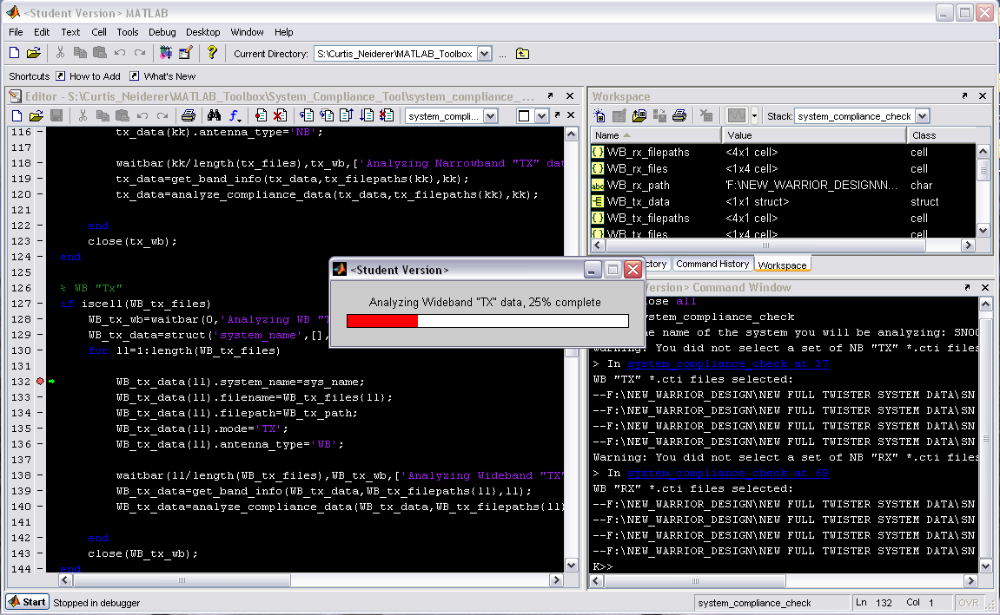 <Student Version> MATLAB
File Edit Text Cell Tools Debug Desktop Window Help
Current Directory: S:\Curtis_Neiderer\MATLAB_Toolbox ...
Shortcuts How to Add What's New
Editor - S:\Curtis_Neiderer\MATLAB_Toolbox\System_Compliance_Tool\system_compliance_ ...
system_compli...
116 - tx_data(kk).antenna_type='NB';
117
118 - waitbar(kk/length(tx_files),tx_wb,['Analyzing Narrowband "TX" dat
119 - tx_data=get_band_info(tx_data,tx_filepaths{kk},kk);
120 - tx_data=analyze_compliance_data(tx_data,tx_filepaths{kk},kk);
121
122 - end
123 - close(tx_wb);
124 - end
125
126 % WB "Tx"
127 - if iscell(WB_tx_files)
128 - WB_tx_wb=waitbar(0,'Analyzing WB "T
129 - WB_tx_data=struct('system_name',[],
130 - for ll=1:length(WB_tx_files)
131
132 - WB_tx_data(ll).system_name=sys_name;
133 - WB_tx_data(ll).filename=WB_tx_files{ll};
134 - WB_tx_data(ll).filepath=WB_tx_path;
135 - WB_tx_data(ll).mode='TX';
136 - WB_tx_data(ll).antenna_type='WB';
137
138 - waitbar(ll/length(WB_tx_files),WB_tx_wb,['Analyzing Wideband "TX"
139 - WB_tx_data=get_band_info(WB_tx_data,WB_tx_filepaths{ll},ll);
140 - WB_tx_data=analyze_compliance_data(WB_tx_data,WB_tx_filepaths{ll}
141
142 - end
143 - close(WB_tx_wb);
144 - end
<Student Version>
Analyzing Wideband "TX" data, 25% complete
Workspace
Stack: system_compliance_check
Name Value Class
WB_rx_filepaths <4x1 cell> cell
WB_rx_files <1x4 cell> cell
abc WB_rx_path 'F:\NEW_WARRIOR_DESIGN\N... char
WB_tx_data <1x1 struct> struct
WB_tx_filepaths <4x1 cell> cell
WB_tx_files <1x4 cell> cell
ctory Command History Workspace
Version> Command Window
lose all
ystem_compliance_check
he name of the system you will be analyzing: SNOO
Warning: You did not select a set of NB "TX" *.cti files
> In system_compliance_check at 37
WB "TX" *.cti files selected:
--F:\NEW_WARRIOR_DESIGN\NEW FULL TWISTER SYSTEM DATA\SN
--F:\NEW_WARRIOR_DESIGN\NEW FULL TWISTER SYSTEM DATA\SN
--F:\NEW_WARRIOR_DESIGN\NEW FULL TWISTER SYSTEM DATA\SN
--F:\NEW_WARRIOR_DESIGN\NEW FULL TWISTER SYSTEM DATA\SN
Warning: You did not select a set of NB "RX" *.cti files
> In system_compliance_check at 69
WB "RX" *.cti files selected:
--F:\NEW_WARRIOR_DESIGN\NEW FULL TWISTER SYSTEM DATA\SN
--F:\NEW_WARRIOR_DESIGN\NEW FULL TWISTER SYSTEM DATA\SN
--F:\NEW_WARRIOR_DESIGN\NEW FULL TWISTER SYSTEM DATA\SN
--F:\NEW_WARRIOR_DESIGN\NEW FULL TWISTER SYSTEM DATA\SN
K>>
Start Stopped in debugger
system_compliance_check Ln 132 Col 1 OVR